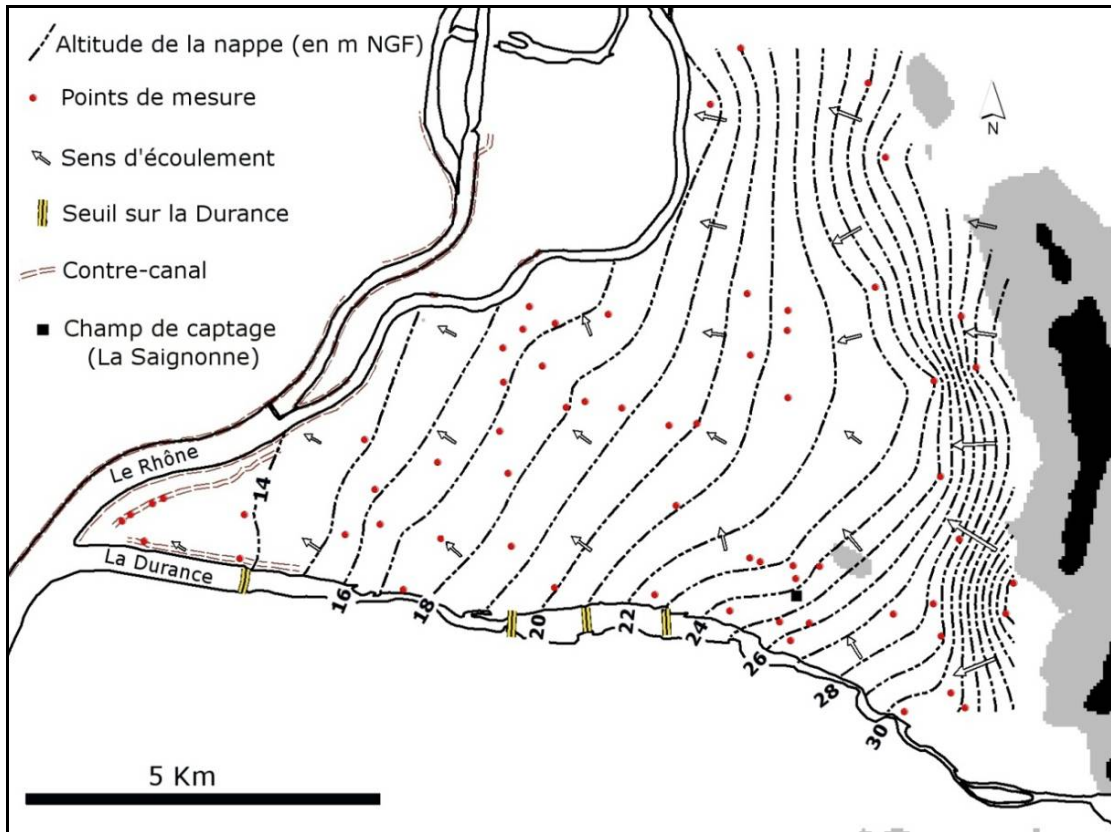 Altitude de la nappe (en m NGF)
Points de mesure
Sens d'écoulement
Seuil sur la Durance
Contre-canal
Champ de captage
(La Saignonne)
N
Le Rhône
14
La Durance
16
18
20
22
24
26
28
30
5 Km